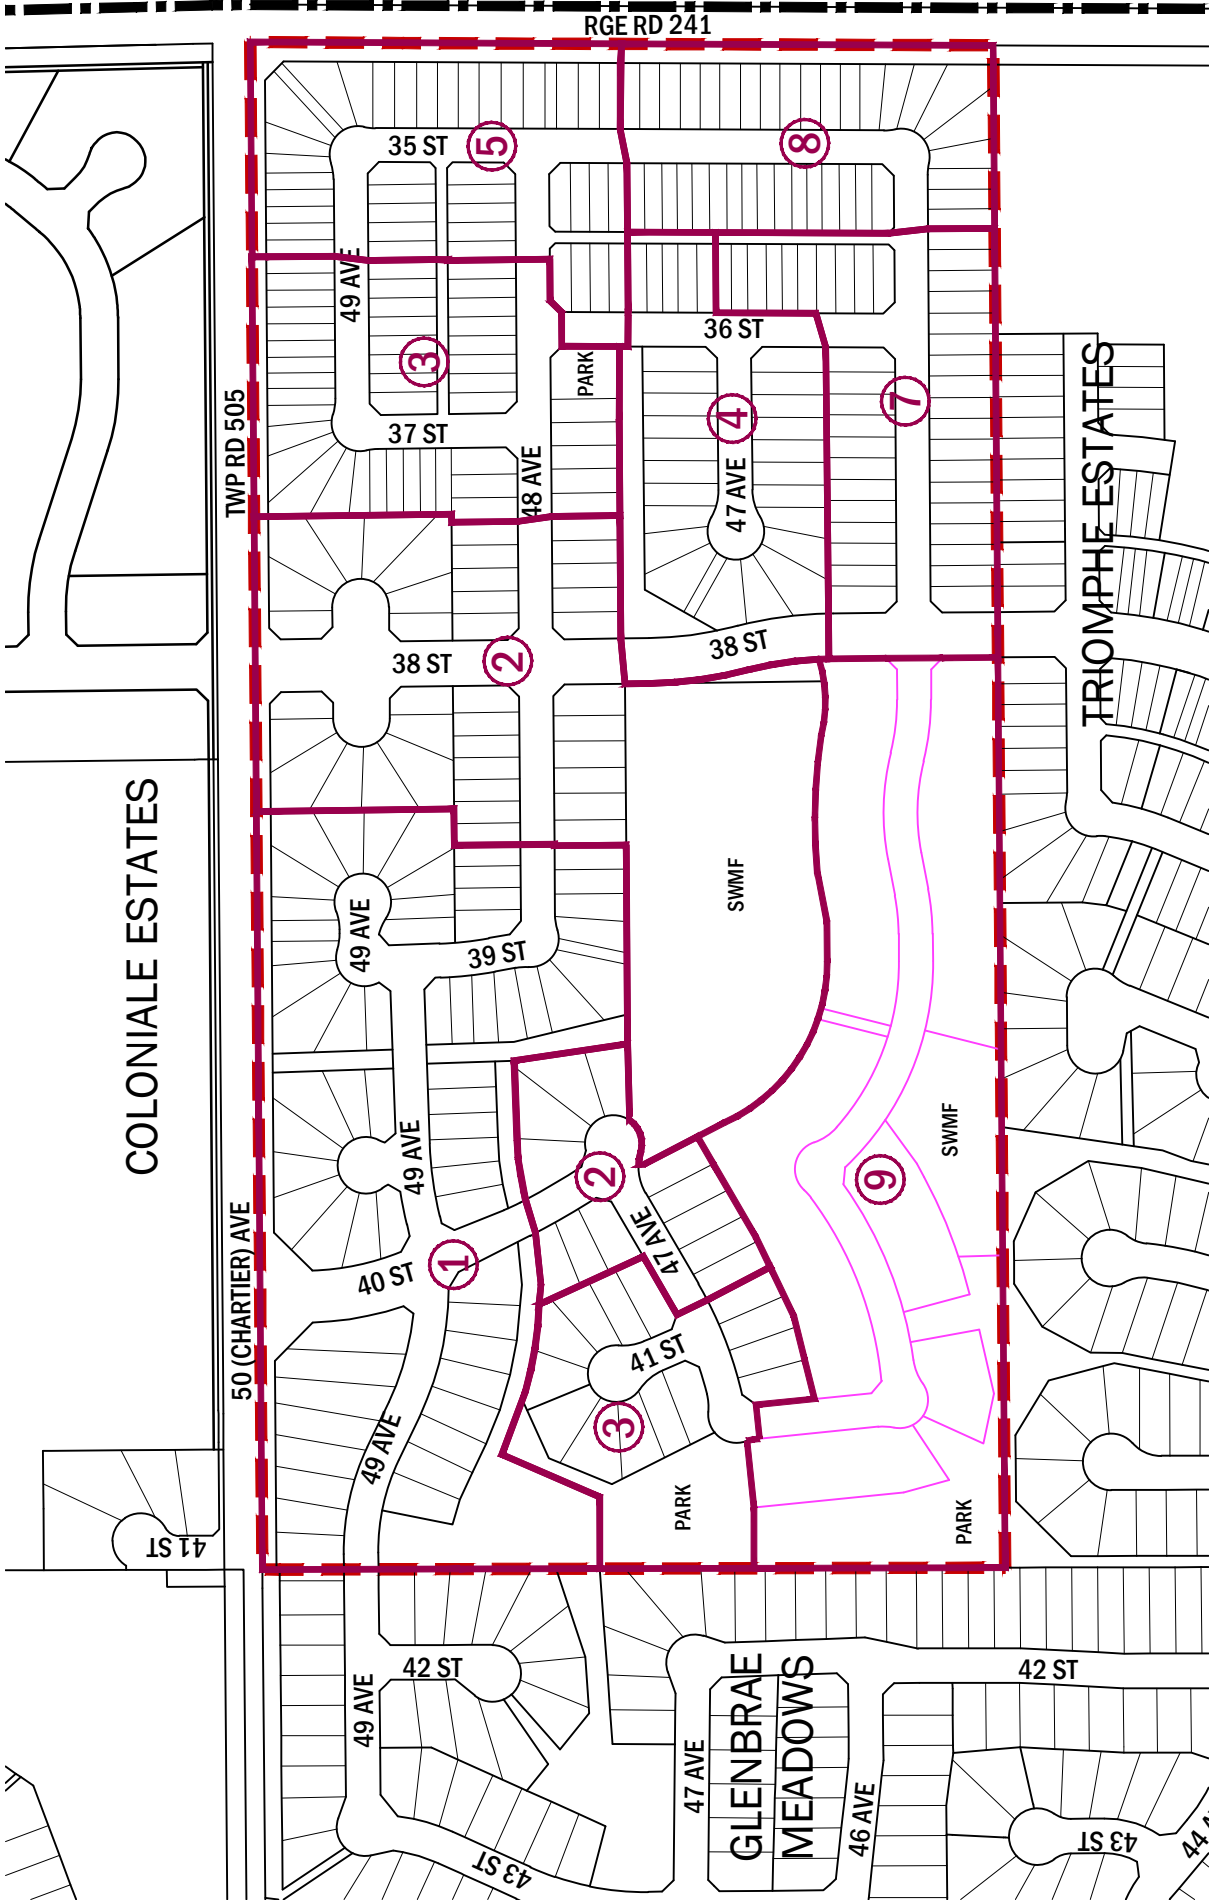 RGE RD 241
35 ST
5
8
49 AVE
36 ST
3
PARK
4
7
TWP RD 505
37 ST
48 AVE
47 AVE
TRIOMPHE ESTATES
38 ST
2
38 ST
COLONIALE ESTATES
SWMF
49 AVE
39 ST
SWMF
49 AVE
2
9
50 (CHARTIER) AVE
40 ST
1
47 AVE
41 ST
3
49 AVE
PARK
PARK
41 ST
42 ST
42 ST
49 AVE
47 AVE
GLENBRAE
MEADOWS
46 AVE
43 ST
43 ST
44 A